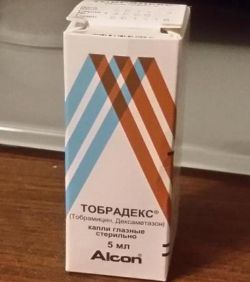 ТОБРАДЕКС®
(Тобрамицин, Дексаметазон)
капли глазные
стерильно
5 мл
Alcon®